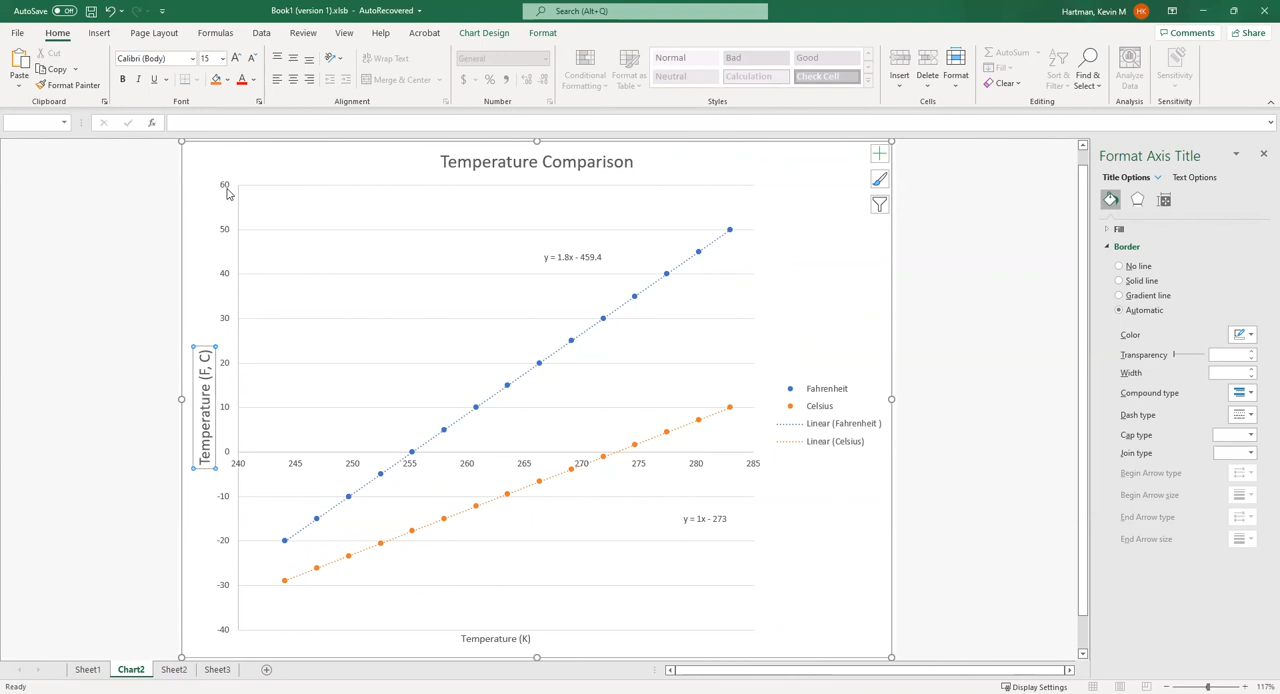 AutoSave Off Book1 (version 1).xlsb - AutoRecovered Search (Alt+Q) Hartman, Kevin M HK
File Home Insert Page Layout Formulas Data Review View Help Acrobat Chart Design Format Comments Share
Paste
Cut
Copy
Format Painter
Clipboard
Calibri (Body) 15 A A
B I U A
Font
Wrap Text
Merge & Center
Alignment
General
$ % ,
Number
Conditional Formatting
Format as Table
Normal Bad Good
Neutral Calculation Check Cell
Styles
Insert Delete Format
Cells
AutoSum
Fill
Clear
Sort & Filter
Find & Select
Editing
Analyze Data
Analysis
Sensitivity
Sensitivity
fx
Temperature Comparison
60
50
40
30
20
10
0
-10
-20
-30
-40
240 245 250 255 260 265 270 275 280 285
Temperature (F, C)
Temperature (K)
y = 1.8x - 459.4
y = 1x - 273
Fahrenheit
Celsius
Linear (Fahrenheit )
Linear (Celsius)
Format Axis Title
Title Options Text Options
Fill
Border
No line
Solid line
Gradient line
Automatic
Color
Transparency
Width
Compound type
Dash type
Cap type
Join type
Begin Arrow type
Begin Arrow size
End Arrow type
End Arrow size
Sheet1 Chart2 Sheet2 Sheet3
Ready Display Settings 117%